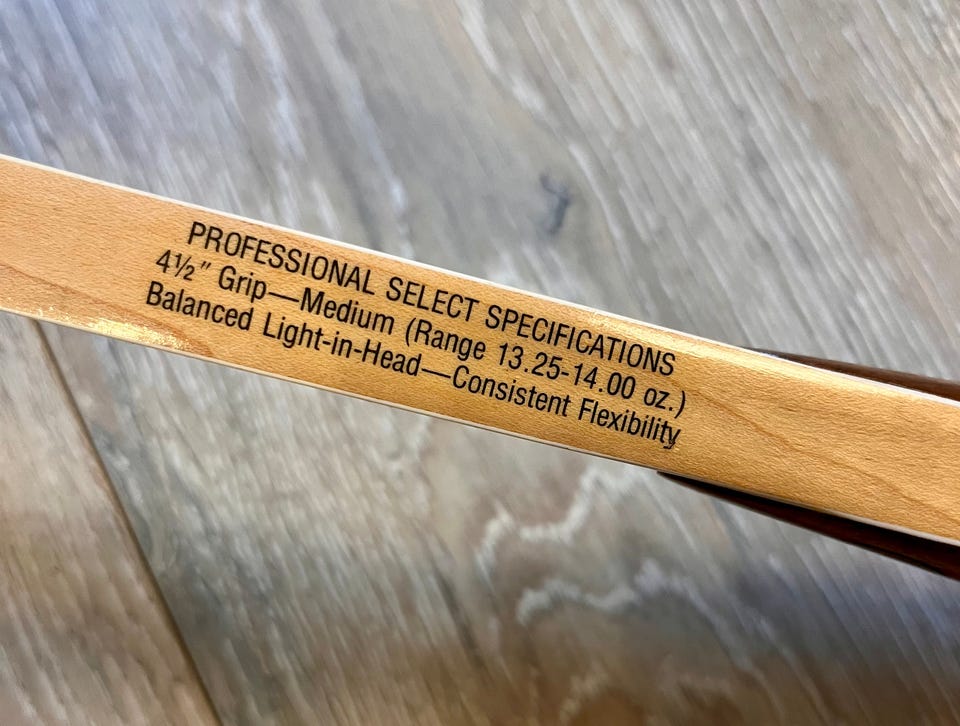 PROFESSIONAL SELECT SPECIFICATIONS
4½" Grip—Medium (Range 13.25-14.00 oz.)
Balanced Light-in-Head—Consistent Flexibility